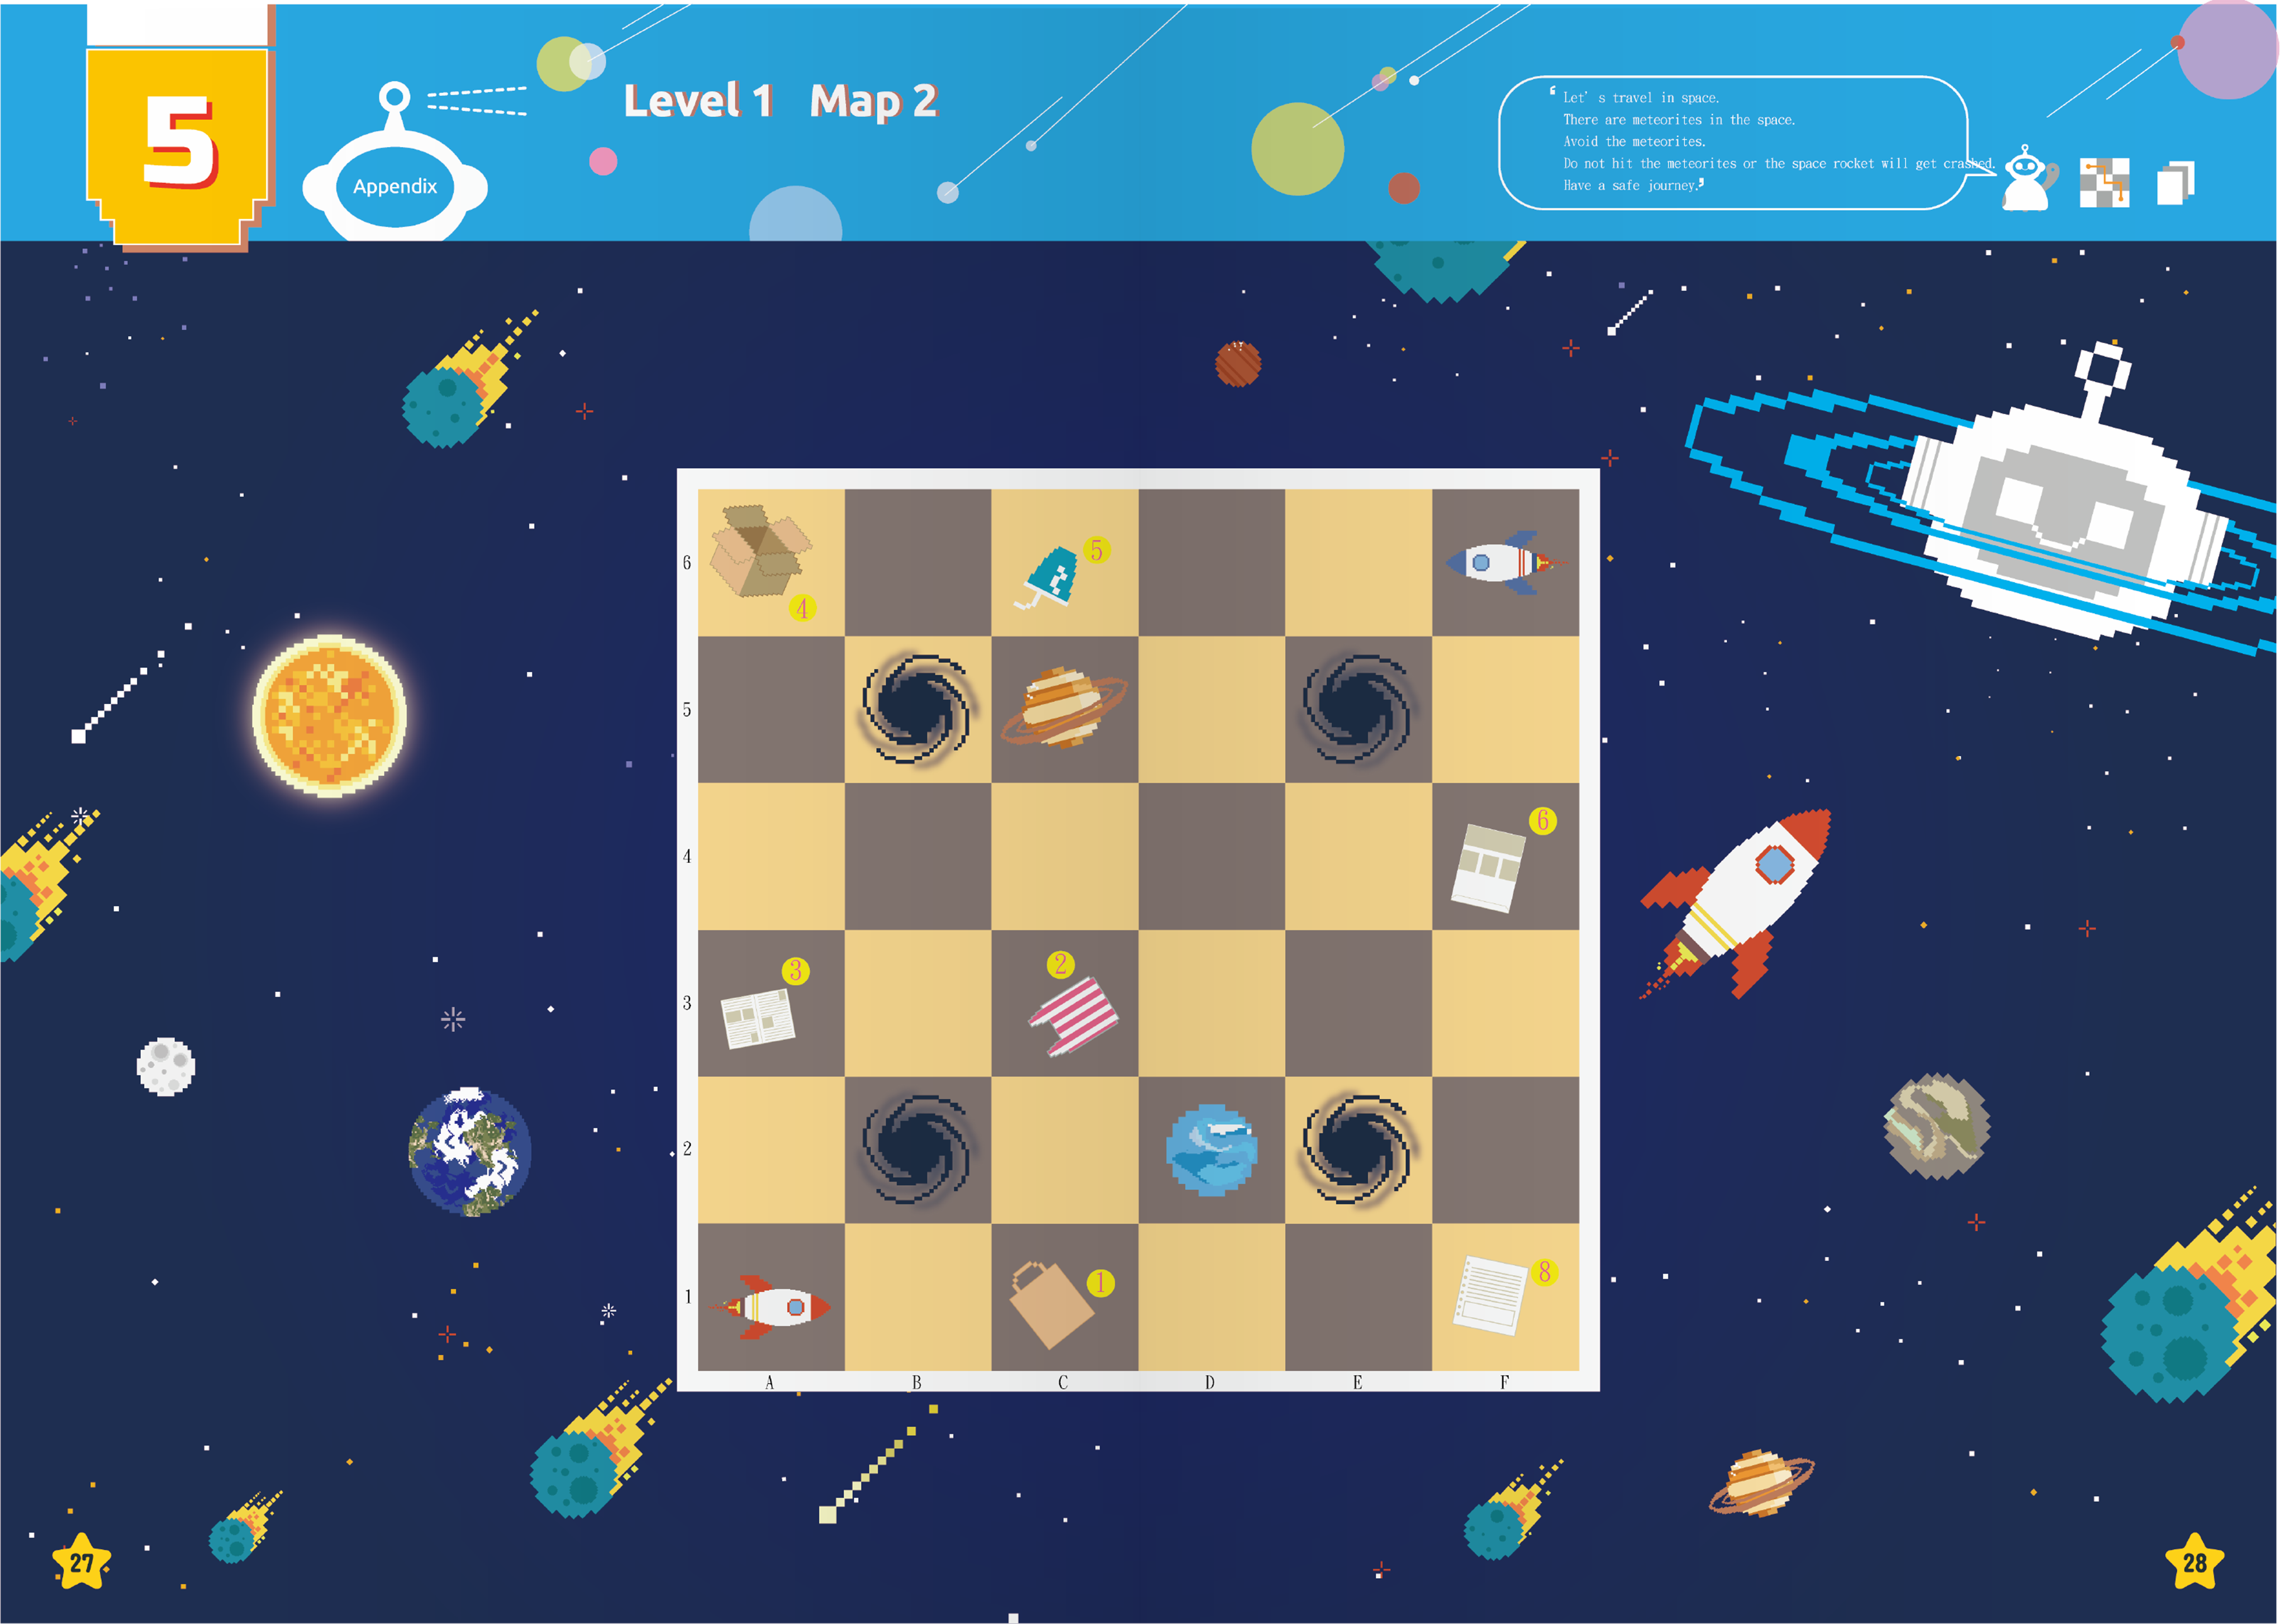 5
Appendix
Level 1 Map 2
‘ Let’ s travel in space.
There are meteorites in the space.
Avoid the meteorites.
Do not hit the meteorites or the space rocket will get crashed.
Have a safe journey.’
6
4
5
5
4
6
3
3
2
2
1
1
8
A B C D E F
27
28